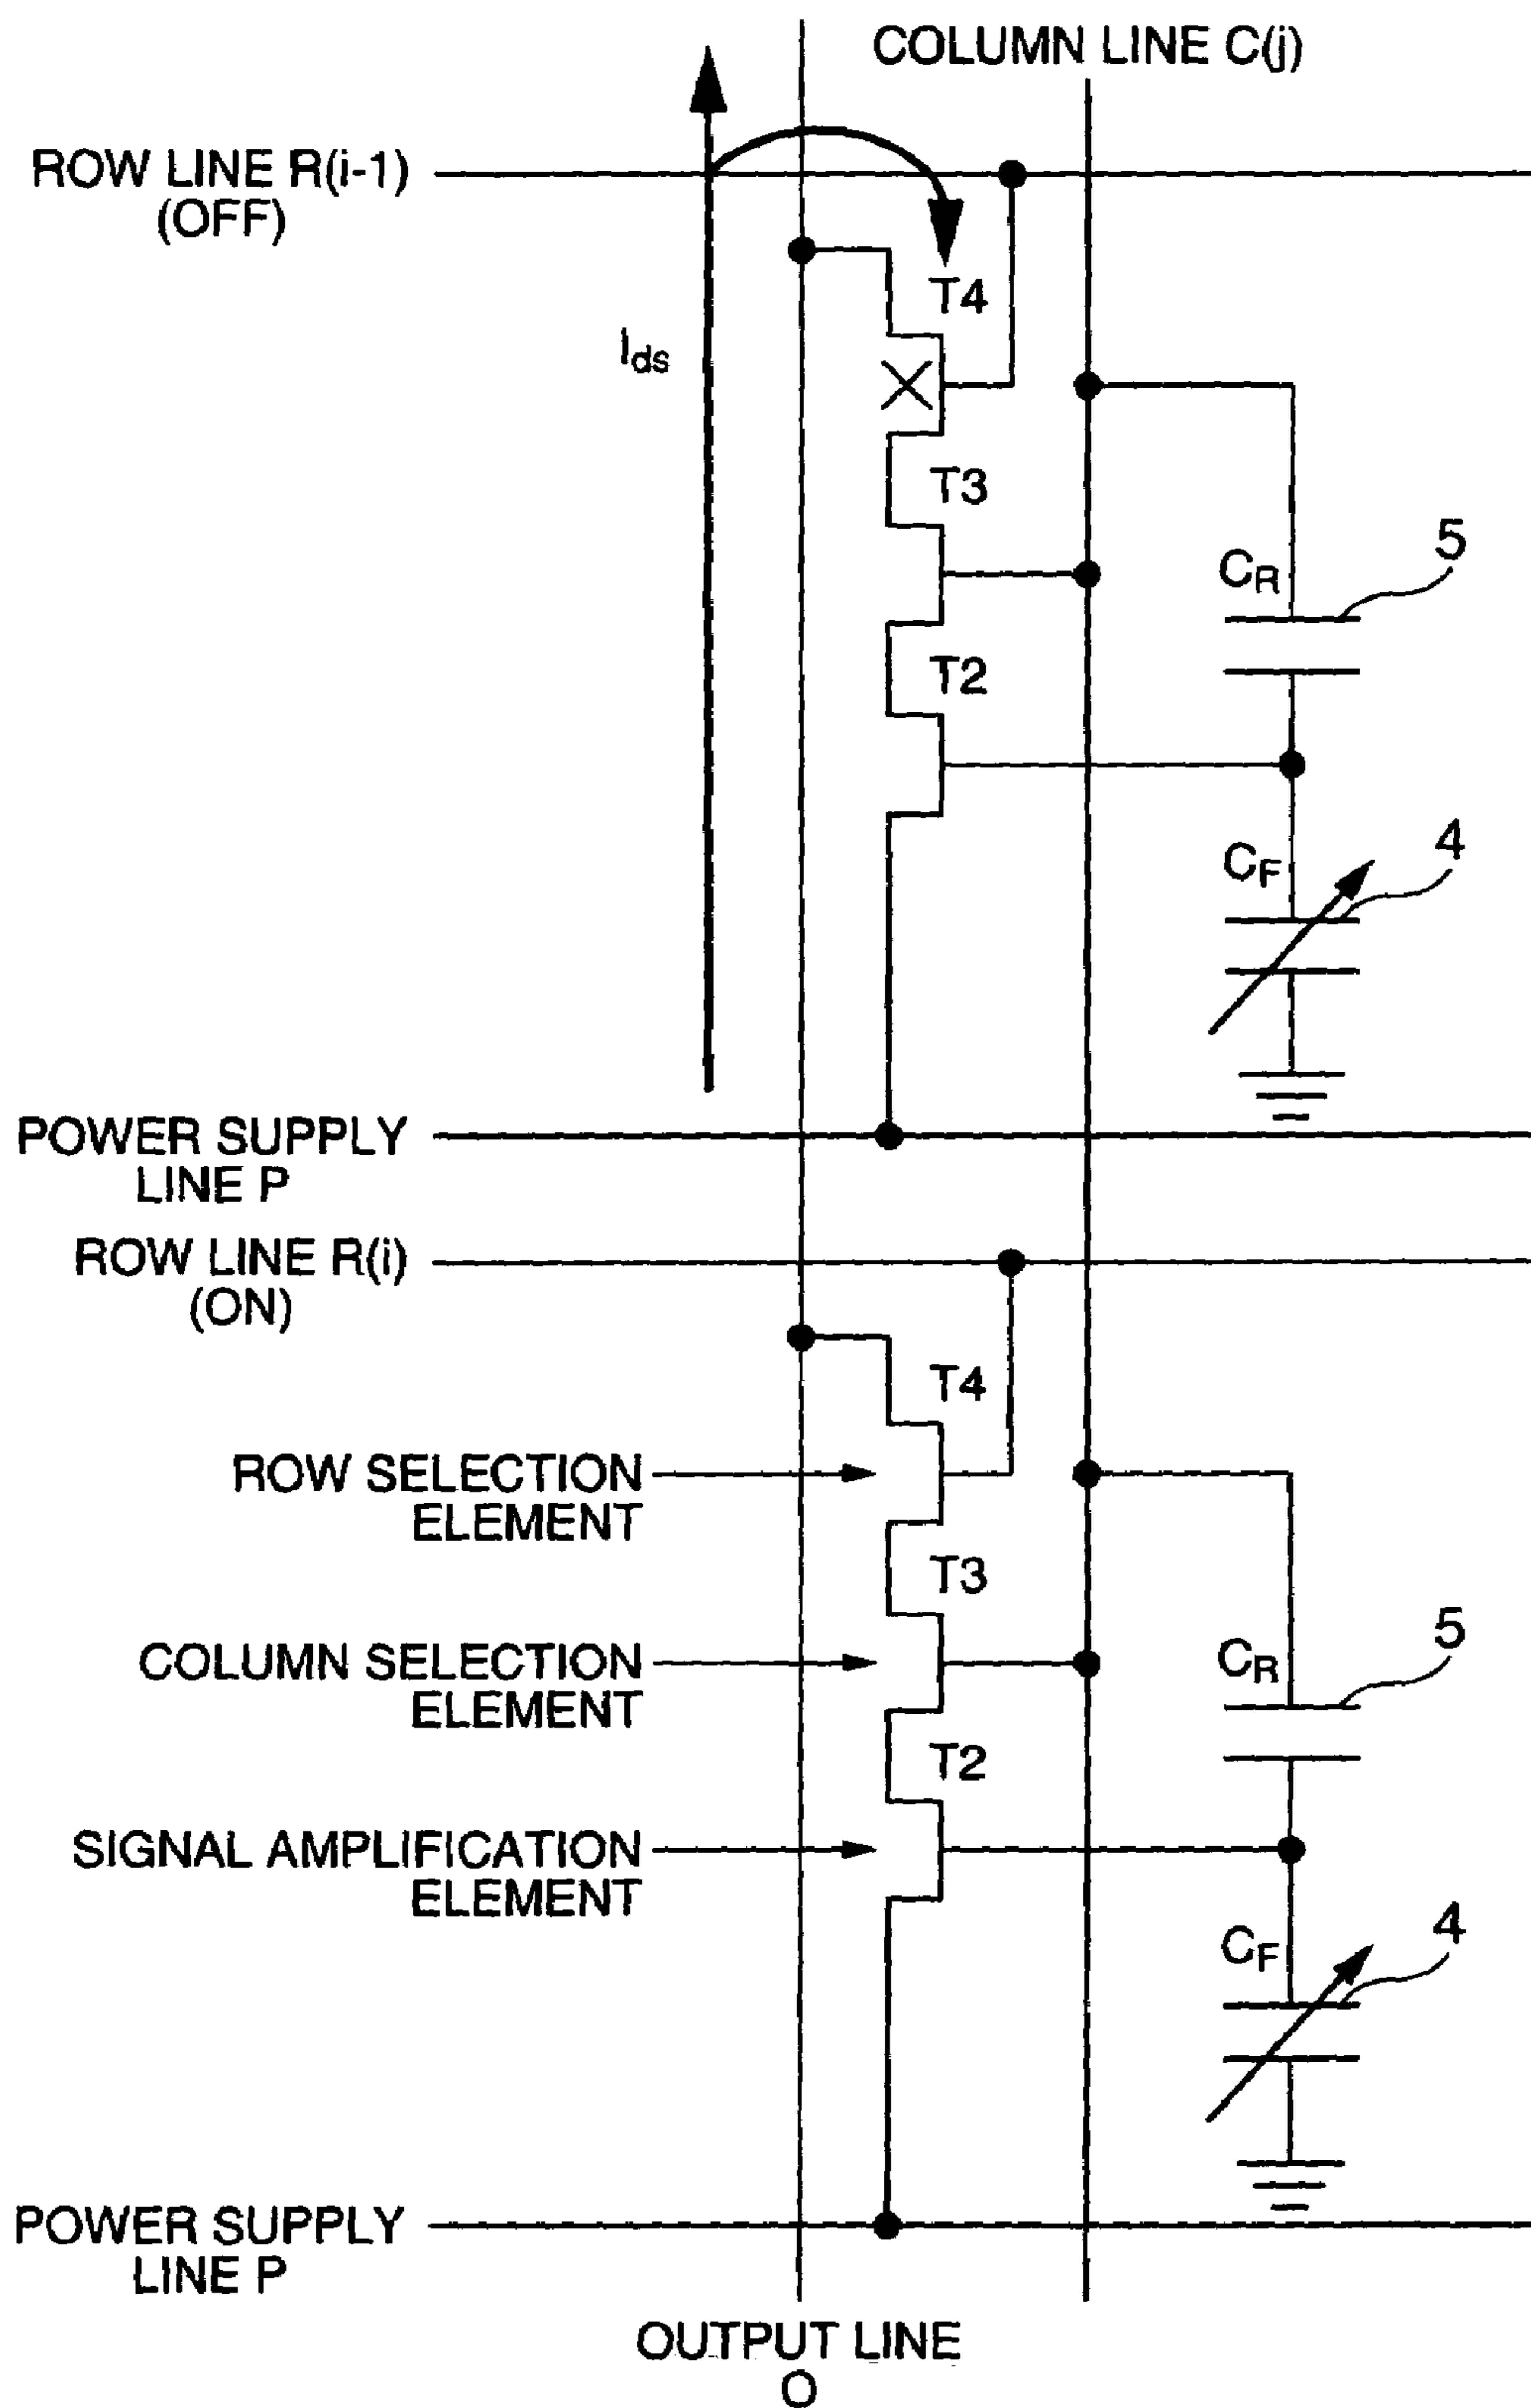 COLUMN LINE C(j)
ROW LINE R(i-1)
(OFF)
T4
Ids
T3
5
CR
T2
4
CF
POWER SUPPLY
LINE P
ROW LINE R(i)
(ON)
T4
ROW SELECTION
ELEMENT
T3
5
COLUMN SELECTION
ELEMENT
CR
T2
SIGNAL AMPLIFICATION
ELEMENT
4
CF
POWER SUPPLY
LINE P
OUTPUT LINE
O